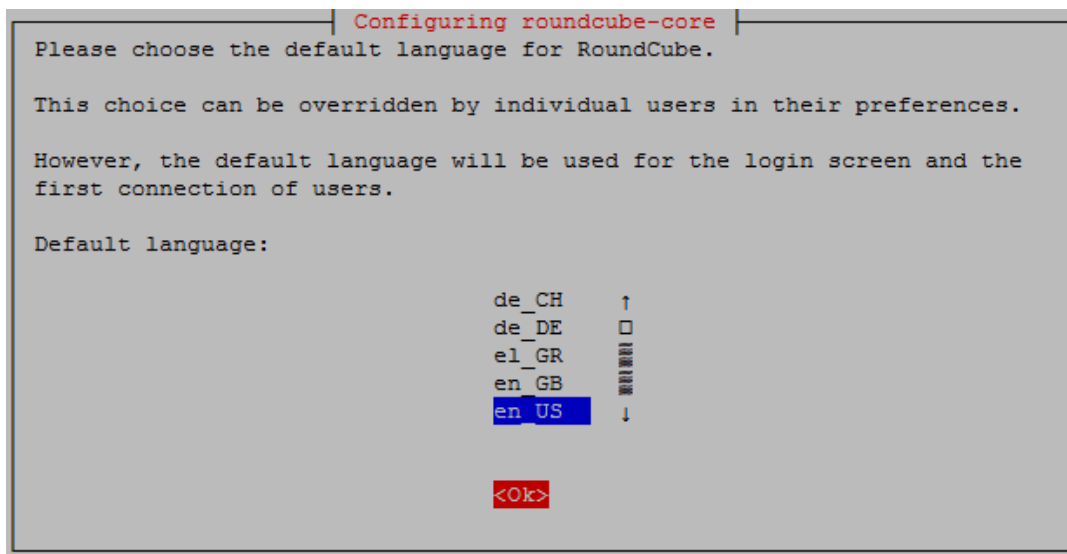 Configuring roundcube-core
Please choose the default language for RoundCube.
This choice can be overridden by individual users in their preferences.
However, the default language will be used for the login screen and the
first connection of users.
Default language:
de_CH
de_DE
el_GR
en_GB
en_US
<Ok>